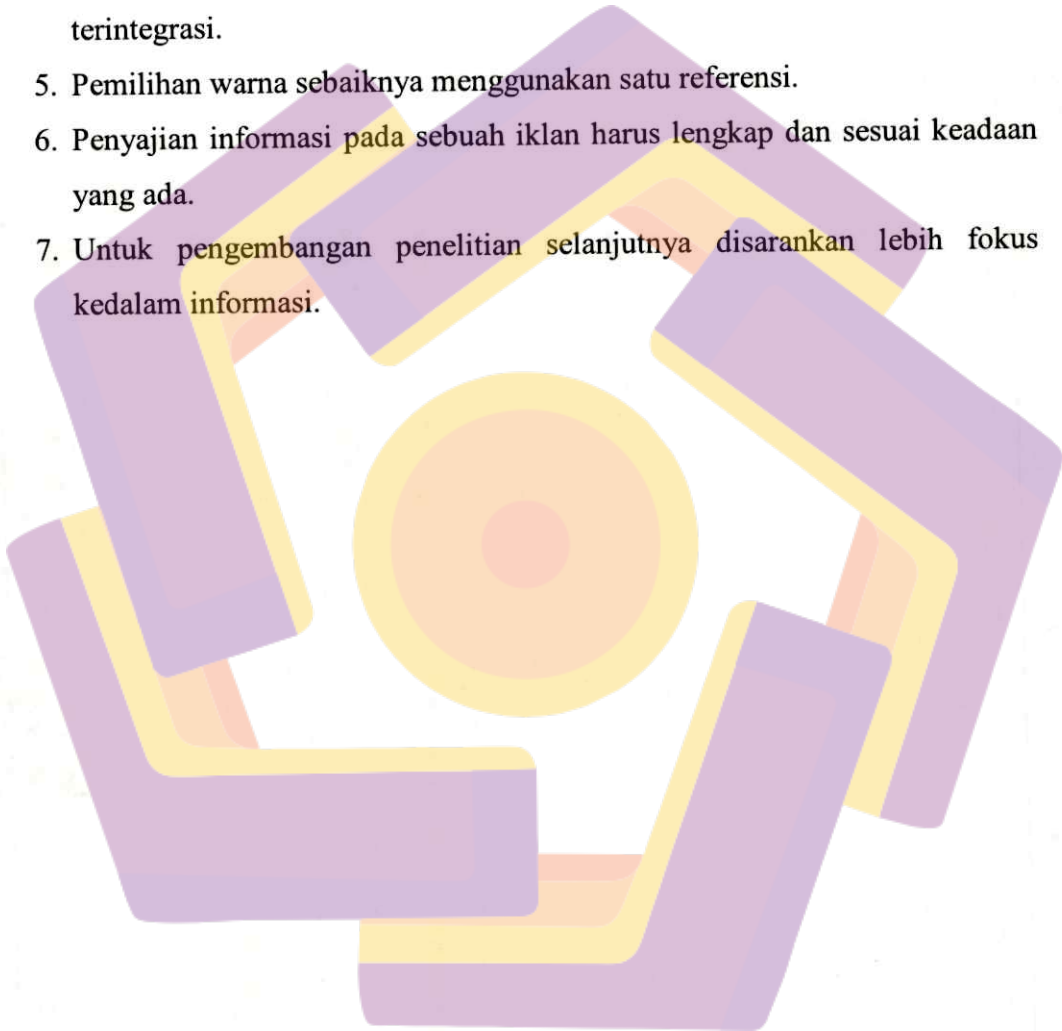 terintegrasi.
5. Pemilihan warna sebaiknya menggunakan satu referensi.
6. Penyajian informasi pada sebuah iklan harus lengkap dan sesuai keadaan
yang ada.
7. Untuk pengembangan penelitian selanjutnya disarankan lebih fokus
kedalam informasi.